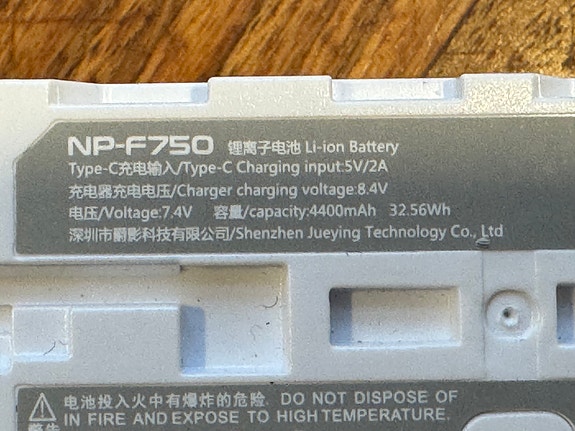 NP-F750 锂离子电池 Li-ion Battery
Type-C充电输入/Type-C Charging input:5V/2A
充电器充电电压/Charger charging voltage:8.4V
电压/Voltage:7.4V 容量/capacity:4400mAh 32.56Wh
深圳市爵影科技有限公司/Shenzhen Jueying Technology Co., Ltd
电池投入火中有爆炸的危险. DO NOT DISPOSE OF
IN FIRE AND EXPOSE TO HIGH TEMPERATURE.
警告